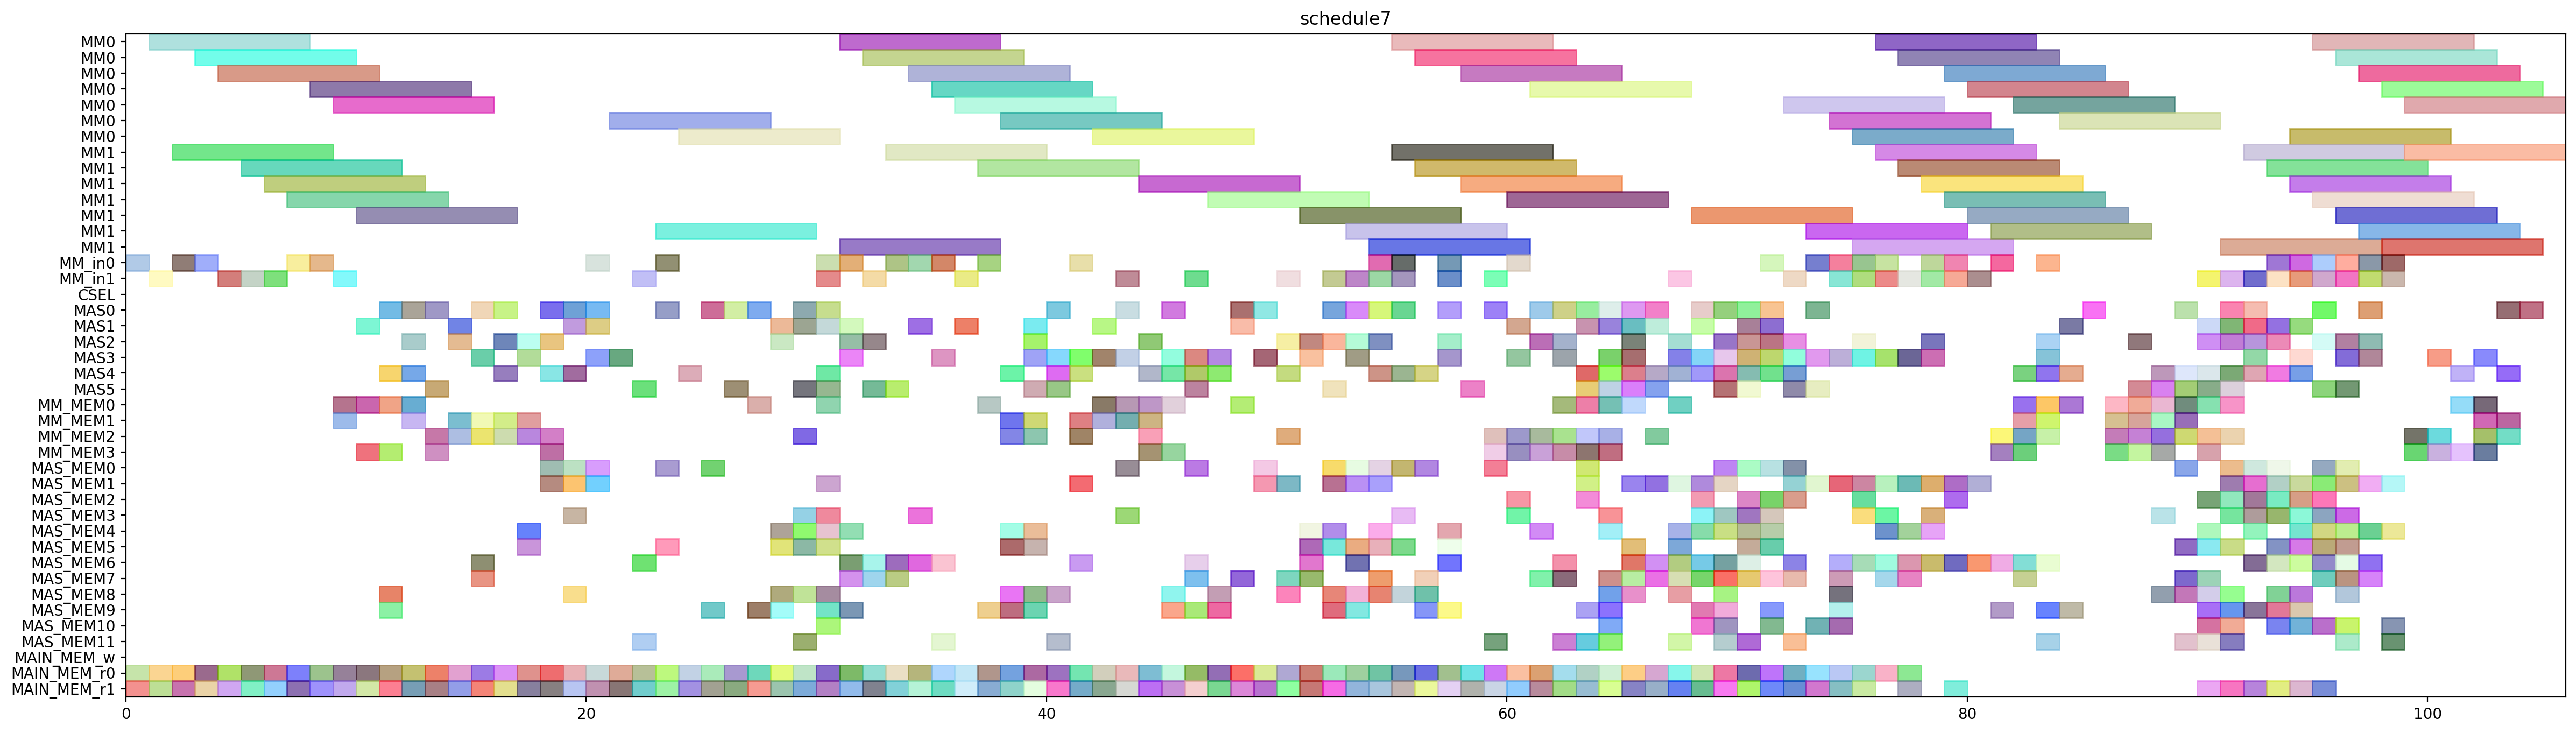 schedule7
MM0
MM0
MM0
MM0
MM0
MM0
MM0
MM1
MM1
MM1
MM1
MM1
MM1
MM1
MM_in0
MM_in1
CSEL
MAS0
MAS1
MAS2
MAS3
MAS4
MAS5
MM_MEM0
MM_MEM1
MM_MEM2
MM_MEM3
MAS_MEM0
MAS_MEM1
MAS_MEM2
MAS_MEM3
MAS_MEM4
MAS_MEM5
MAS_MEM6
MAS_MEM7
MAS_MEM8
MAS_MEM9
MAS_MEM10
MAS_MEM11
MAIN_MEM_w
MAIN_MEM_r0
MAIN_MEM_r1
0 20 40 60 80 100